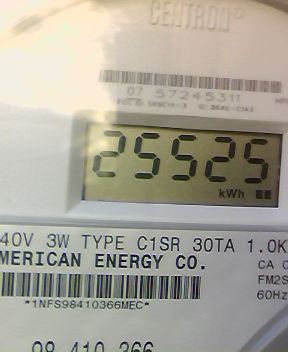 CENTRON®
07 57245311
25525
kWh
40V 3W TYPE C1SR 30TA 1.0K
MERICAN ENERGY CO.
CA 0
FM2S
*1NFS98410366MEC*
60Hz
98 410 366